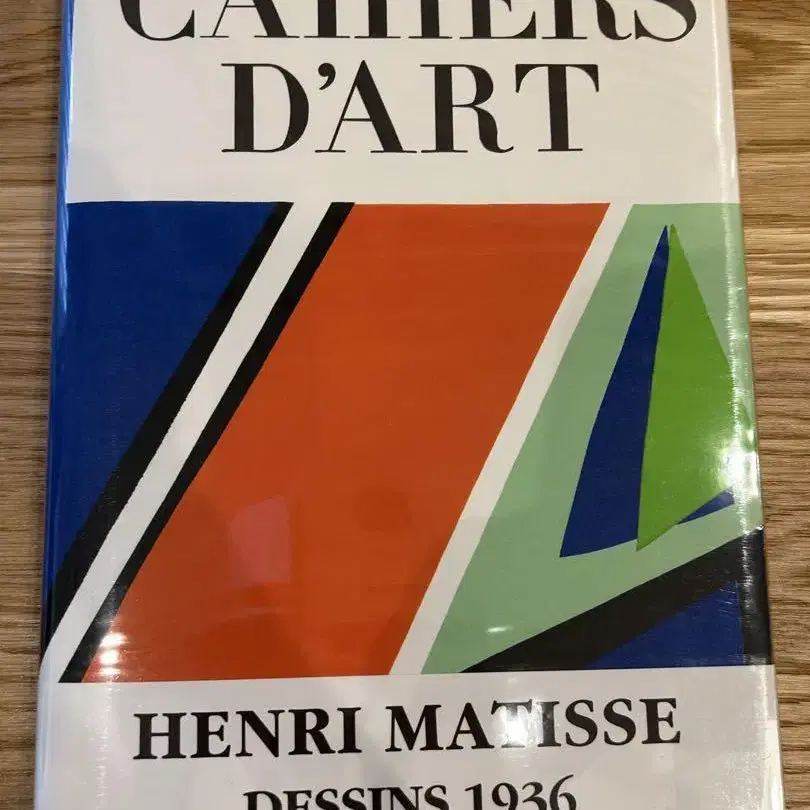 CAHIERS
D'ART
HENRI MATISSE
DESSINS 1936